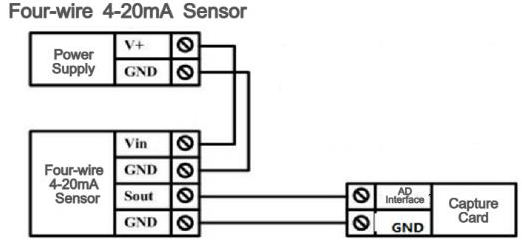 Four-wire 4-20mA Sensor
Power
Supply
V+
GND
Four-wire
4-20mA
Sensor
Vin
GND
Sout
GND
AD
Interface
GND
Capture
Card